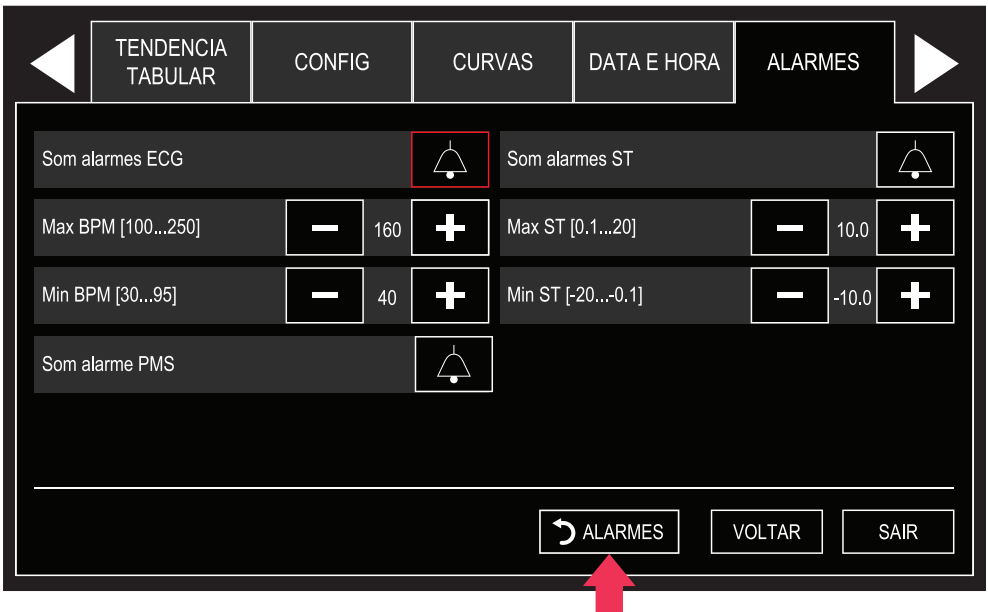 TENDENCIA
TABULAR
CONFIG
CURVAS
DATA E HORA
ALARMES
Som alarmes ECG
Som alarmes ST
Max BPM [100...250]
160
Max ST [0.1...20]
10.0
Min BPM [30...95]
40
Min ST [-20...-0.1]
-10.0
Som alarme PMS
ALARMES
VOLTAR
SAIR